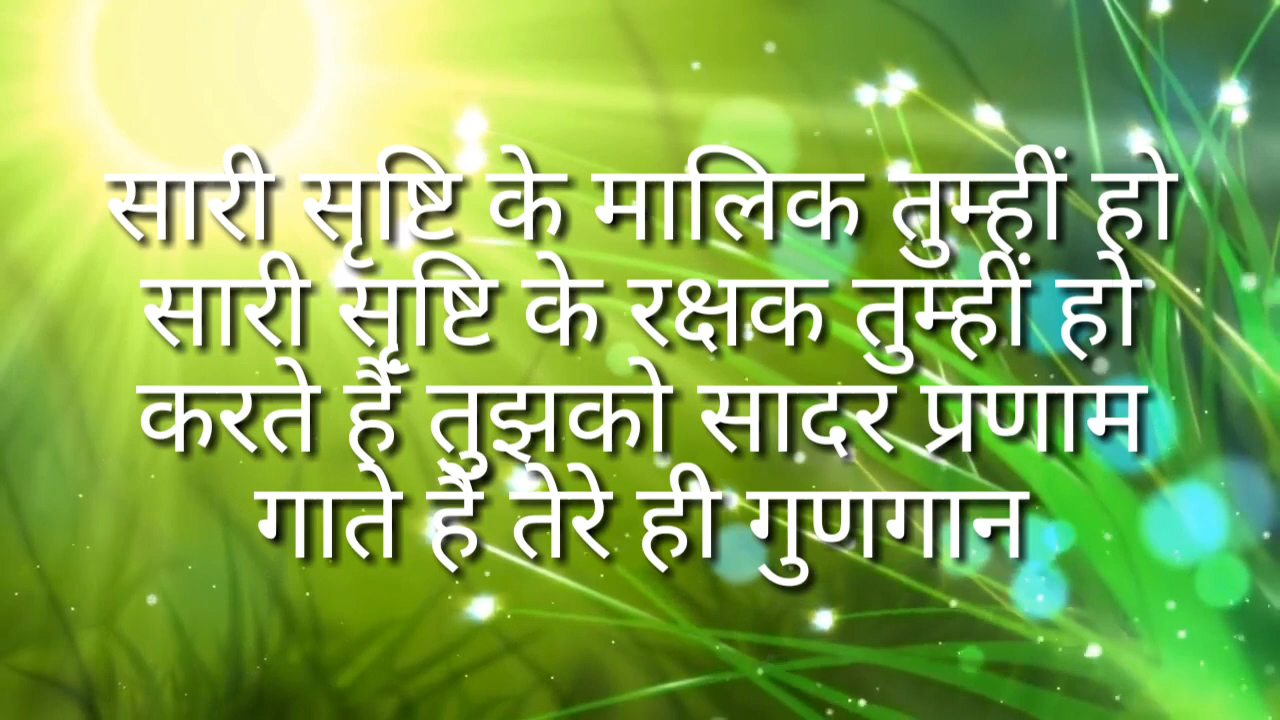 सारी सृष्टि के मालिक तुम्हीं हो
सारी सृष्टि के रक्षक तुम्हीं हो
करते हैं तुझको सादर प्रणाम
गाते हैं तेरे ही गुणगान